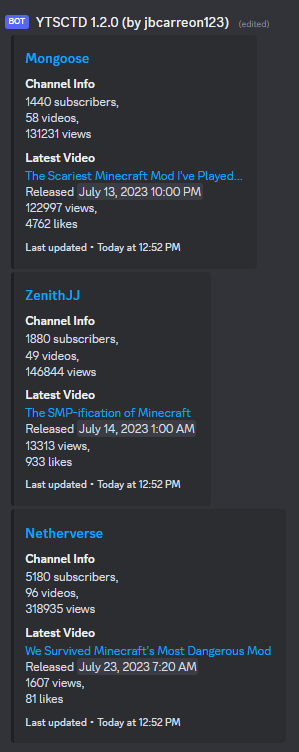 BOT YTSCTD 1.2.0 (by jbcarreon123) (edited)
Mongoose
Channel Info
1440 subscribers,
58 videos,
131231 views
Latest Video
The Scariest Minecraft Mod I've Played...
Released July 13, 2023 10:00 PM
122997 views,
4762 likes
Last updated • Today at 12:52 PM
ZenithJJ
Channel Info
1880 subscribers,
49 videos,
146844 views
Latest Video
The SMP-ification of Minecraft
Released July 14, 2023 1:00 AM
13313 views,
933 likes
Last updated • Today at 12:52 PM
Netherverse
Channel Info
5180 subscribers,
96 videos,
318935 views
Latest Video
We Survived Minecraft's Most Dangerous Mod
Released July 23, 2023 7:20 AM
1607 views,
81 likes
Last updated • Today at 12:52 PM